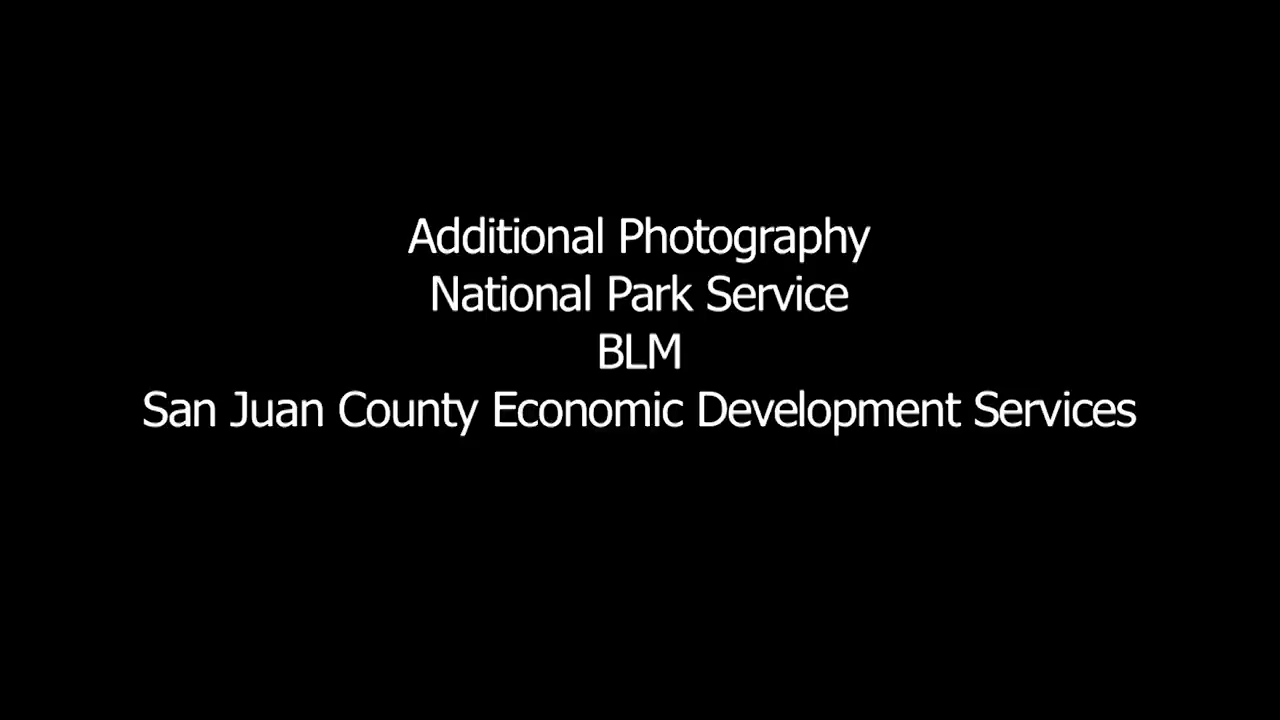 Additional Photography
National Park Service
BLM
San Juan County Economic Development Services